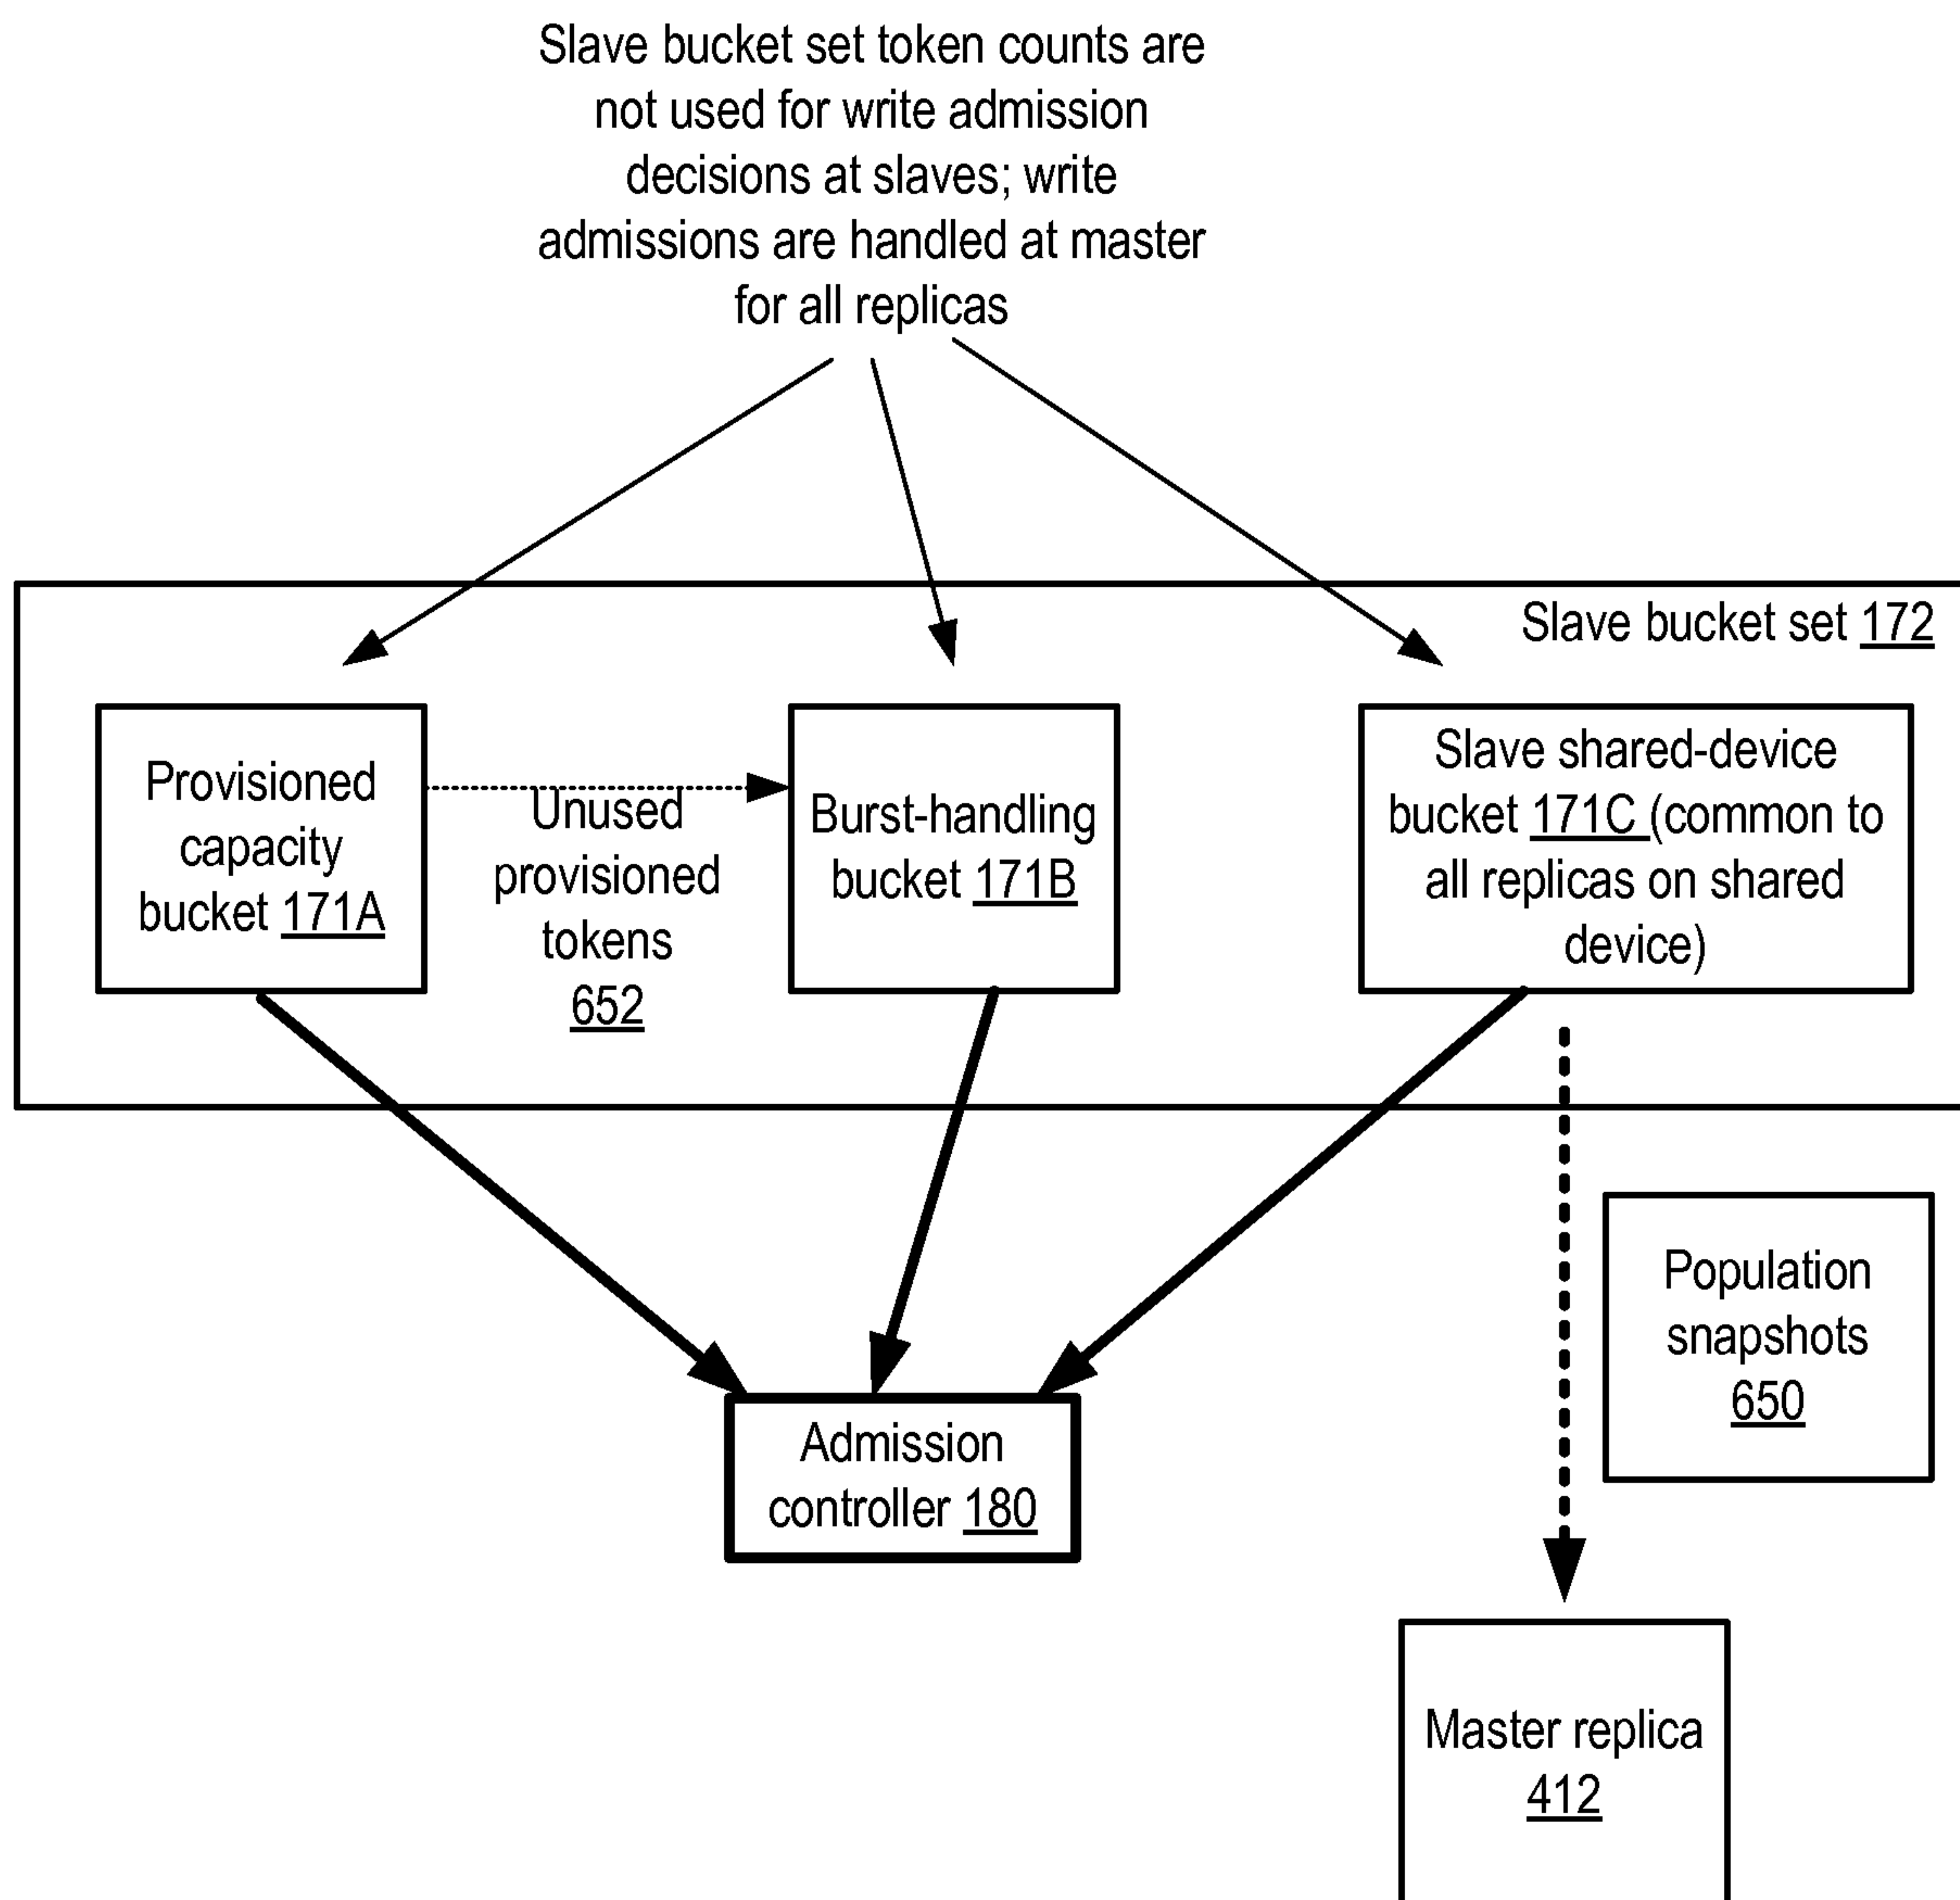 Slave bucket set token counts are
not used for write admission
decisions at slaves; write
admissions are handled at master
for all replicas
Slave bucket set 172
Provisioned
capacity
bucket 171A
Unused
provisioned
tokens
652
Burst-handling
bucket 171B
Slave shared-device
bucket 171C (common to
all replicas on shared
device)
Population
snapshots
650
Admission
controller 180
Master replica
412